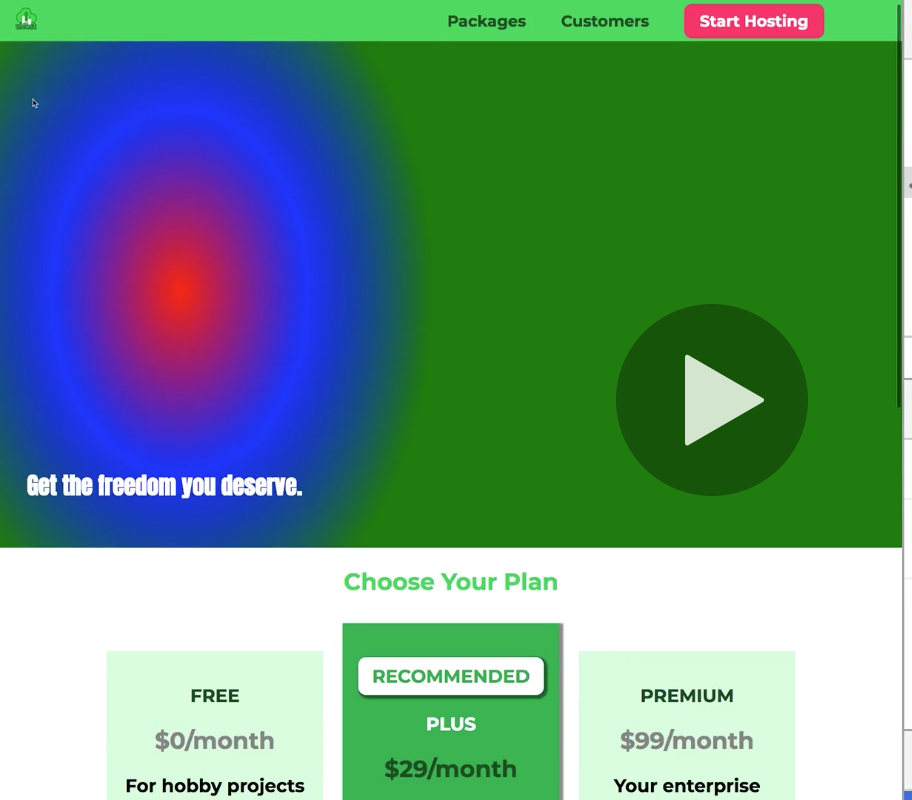 Packages
Customers
Start Hosting
Get the freedom you deserve.
Choose Your Plan
FREE
$0/month
For hobby projects
RECOMMENDED
PLUS
$29/month
PREMIUM
$99/month
Your enterprise